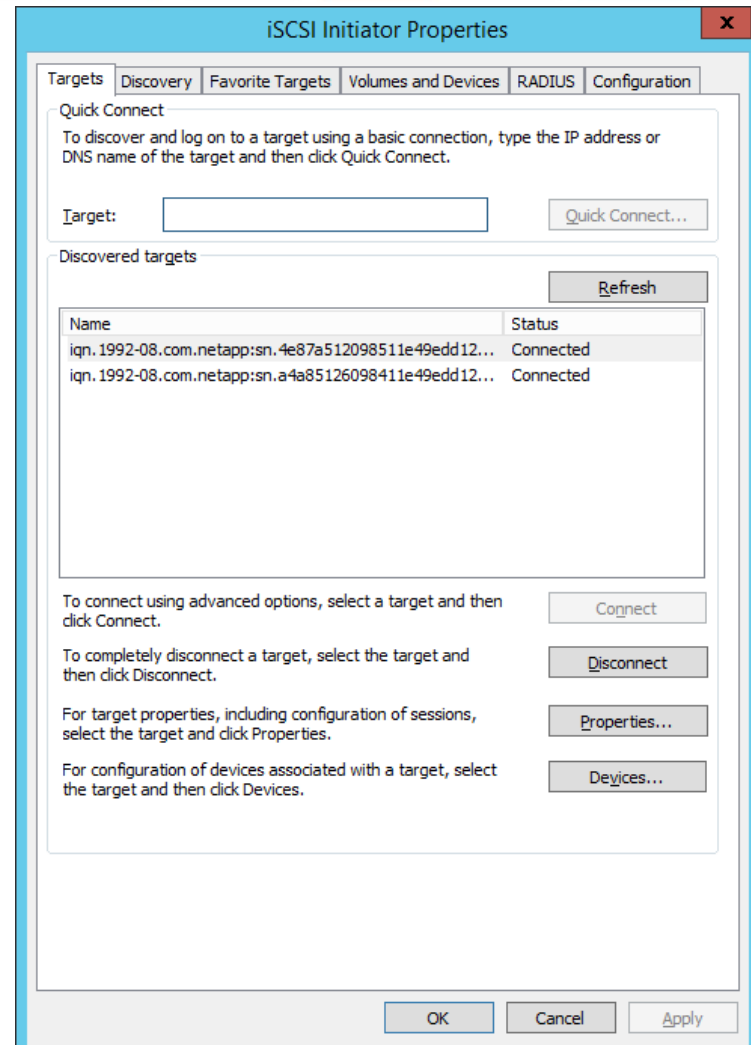 iSCSI Initiator Properties
x
Targets Discovery Favorite Targets Volumes and Devices RADIUS Configuration
Quick Connect
To discover and log on to a target using a basic connection, type the IP address or
DNS name of the target and then click Quick Connect.
Target:
Quick Connect...
Discovered targets
Refresh
Name Status
iqn.1992-08.com.netapp:sn.4e87a512098511e49edd12... Connected
iqn.1992-08.com.netapp:sn.a4a85126098411e49edd12... Connected
To connect using advanced options, select a target and then
click Connect.
Connect
To completely disconnect a target, select the target and
then click Disconnect.
Disconnect
For target properties, including configuration of sessions,
select the target and click Properties.
Properties...
For configuration of devices associated with a target, select
the target and then click Devices.
Devices...
OK Cancel Apply